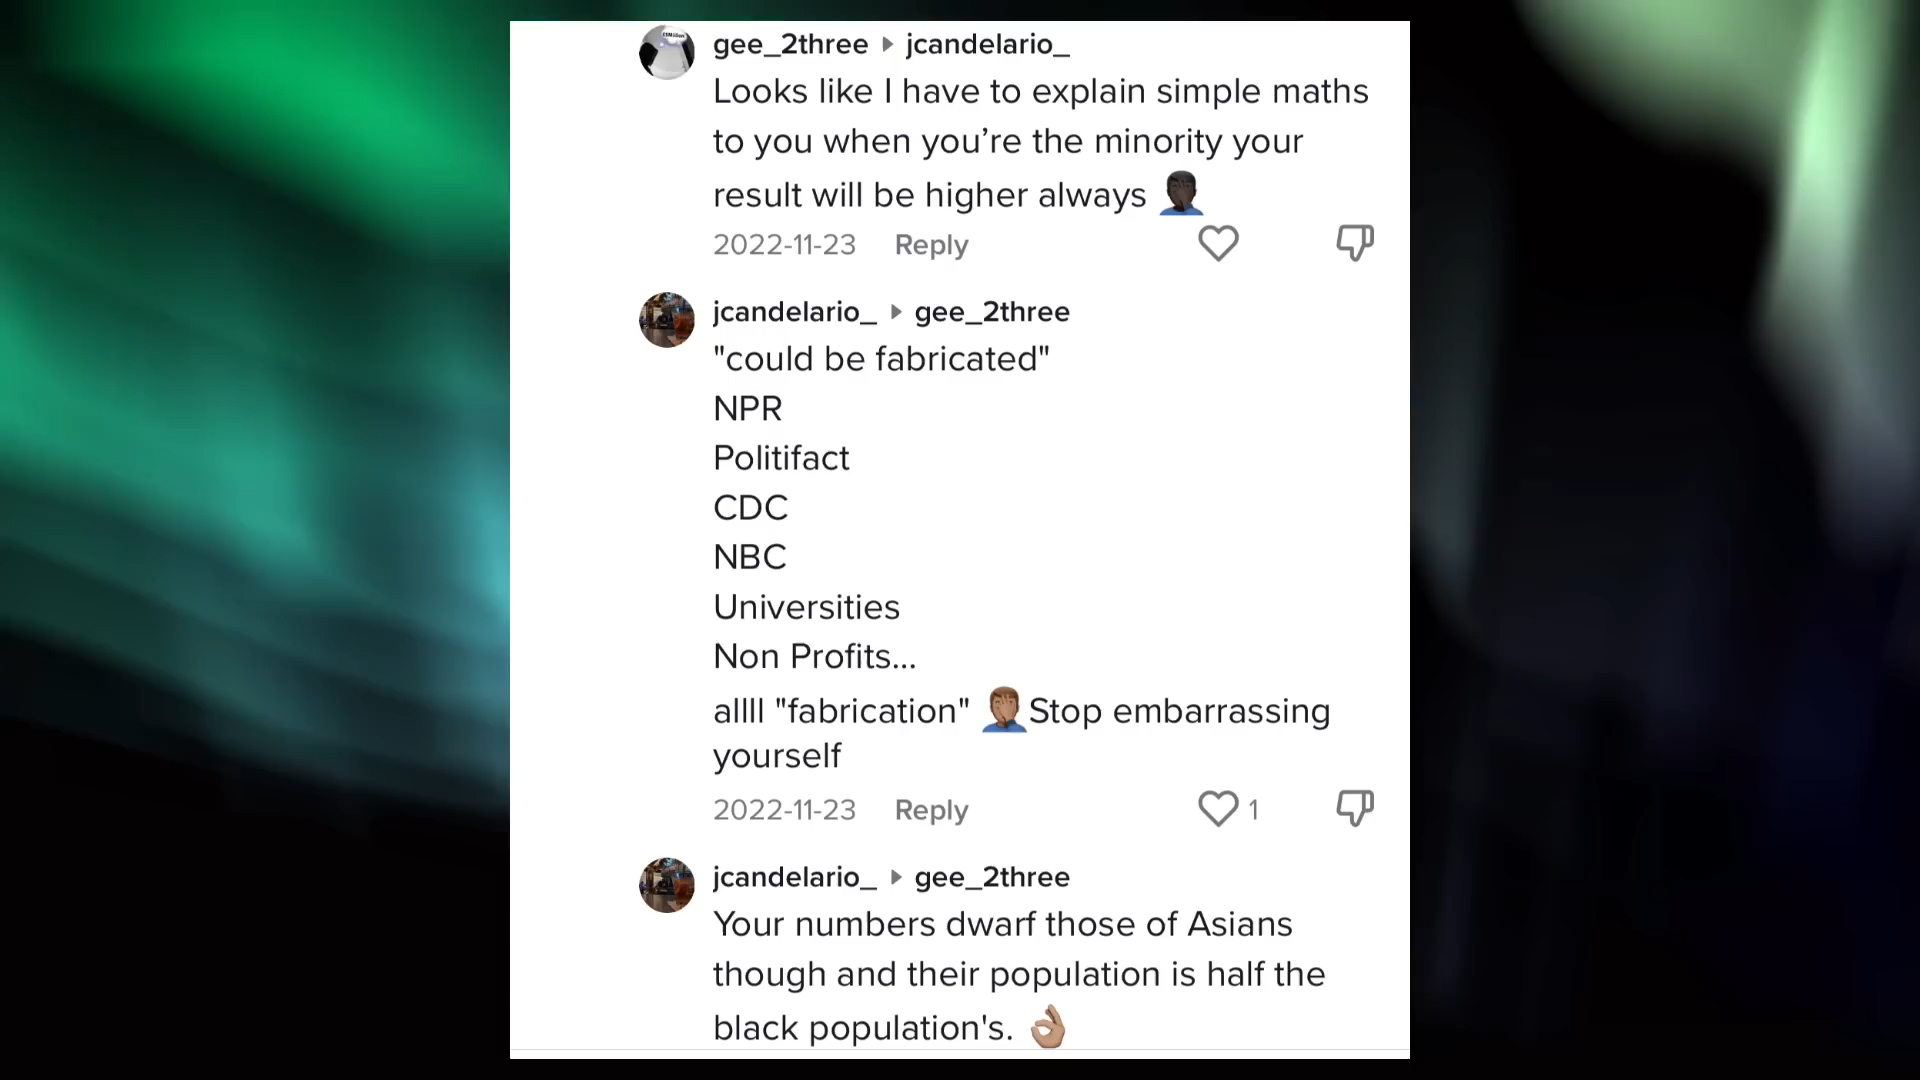 gee_2three ▸ jcandelario_
Looks like I have to explain simple maths
to you when you’re the minority your
result will be higher always 🤦🏿‍♂️
2022-11-23 Reply
jcandelario_ ▸ gee_2three
"could be fabricated"
NPR
Politifact
CDC
NBC
Universities
Non Profits...
allll "fabrication" 🤦🏽‍♂️Stop embarrassing
yourself
2022-11-23 Reply 1
jcandelario_ ▸ gee_2three
Your numbers dwarf those of Asians
though and their population is half the
black population's. 👌🏽